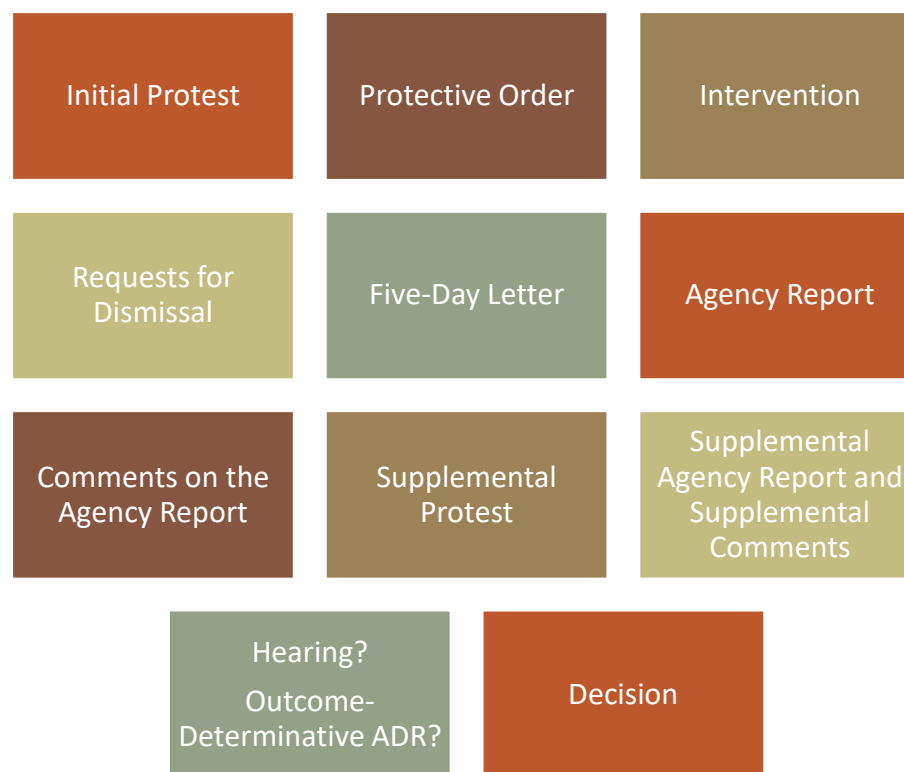 Initial Protest
Protective Order
Intervention
Requests for
Dismissal
Five-Day Letter
Agency Report
Comments on the
Agency Report
Supplemental
Protest
Supplemental
Agency Report and
Supplemental
Comments
Hearing?
Outcome-
Determinative ADR?
Decision